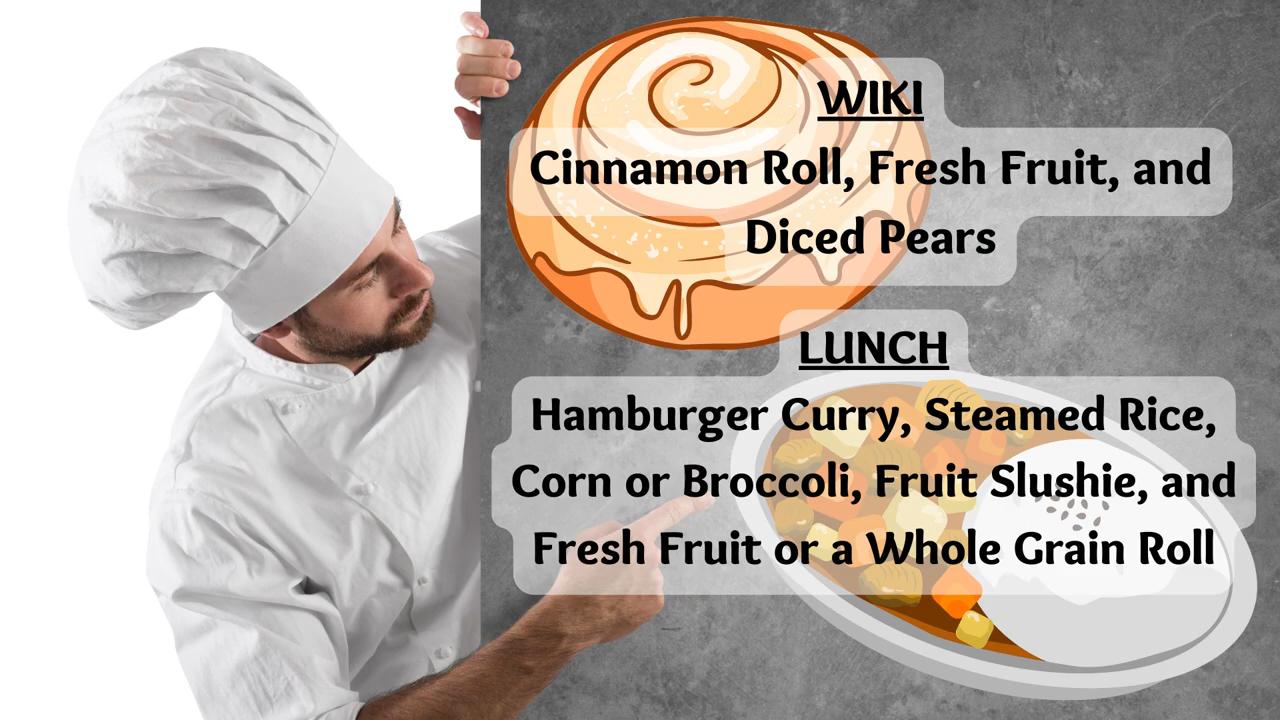 WIKI
Cinnamon Roll, Fresh Fruit, and
Diced Pears
LUNCH
Hamburger Curry, Steamed Rice,
Corn or Broccoli, Fruit Slushie, and
Fresh Fruit or a Whole Grain Roll